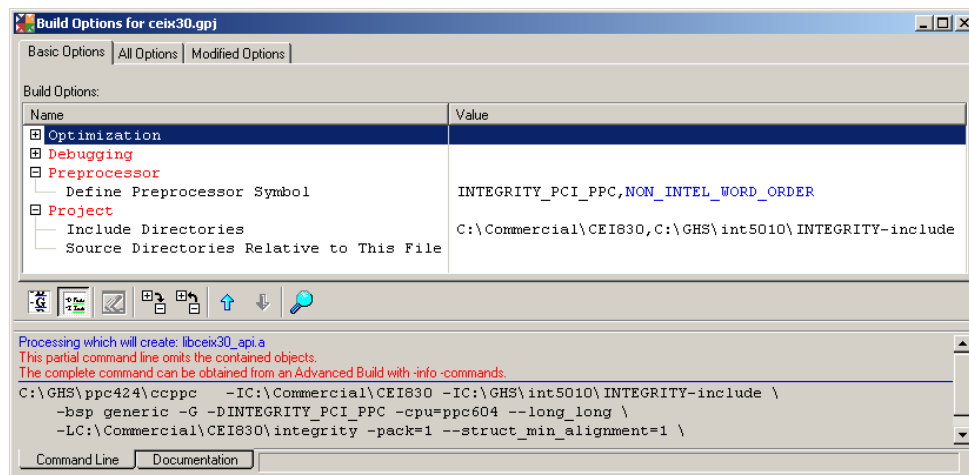 Build Options for ceix30.gpj
Basic Options All Options Modified Options
Build Options:
Name Value
Optimization
Debugging
Preprocessor
Define Preprocessor Symbol INTEGRITY_PCI_PPC,NON_INTEL_WORD_ORDER
Project
Include Directories C:\Commercial\CEI830,C:\GHS\int5010\INTEGRITY-include
Source Directories Relative to This File
Processing which will create: libceix30_api.a
This partial command line omits the contained objects.
The complete command can be obtained from an Advanced Build with -info -commands.
C:\GHS\ppc424\ccppc -IC:\Commercial\CEI830 -IC:\GHS\int5010\INTEGRITY-include \
-bsp generic -G -DINTEGRITY_PCI_PPC -cpu=ppc604 --long_long \
-LC:\Commercial\CEI830\integrity -pack=1 --struct_min_alignment=1 \
Command Line Documentation